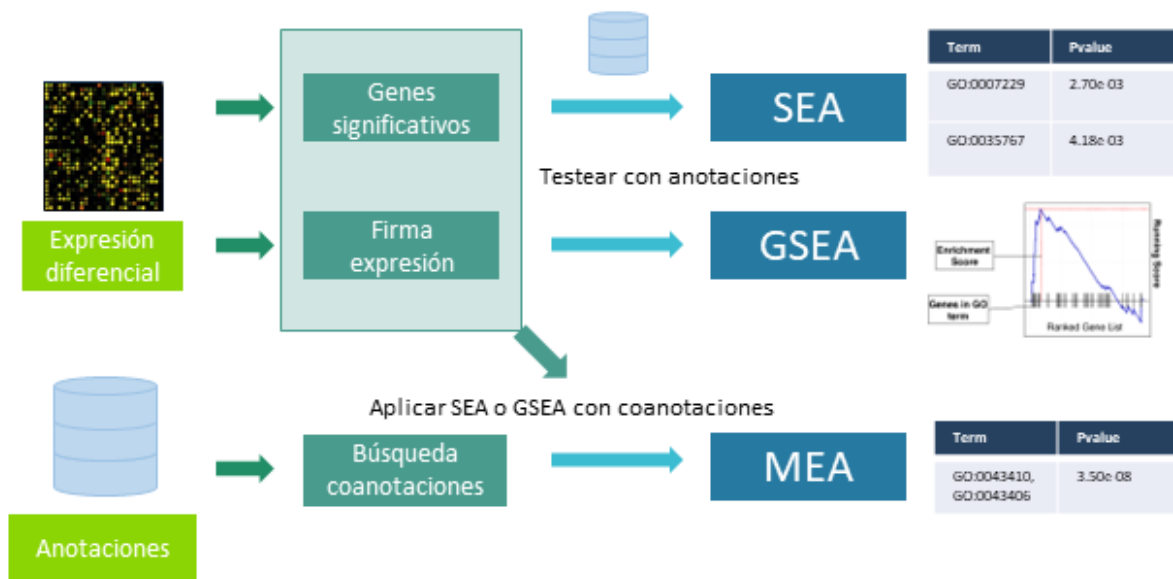 Expresión
diferencial
Genes
significativos
Firma
expresión
Testear con anotaciones
SEA
GSEA
Term Pvalue
GO:0007229 2.70e-03
GO:0035767 4.18e-03
Enrichment
Score
Genes in GO
term
Running Score
Ranked Gene List
Aplicar SEA o GSEA con coanotaciones
Anotaciones
Búsqueda
coanotaciones
MEA
Term Pvalue
GO:0043410, 3.50e-08
GO:0043406